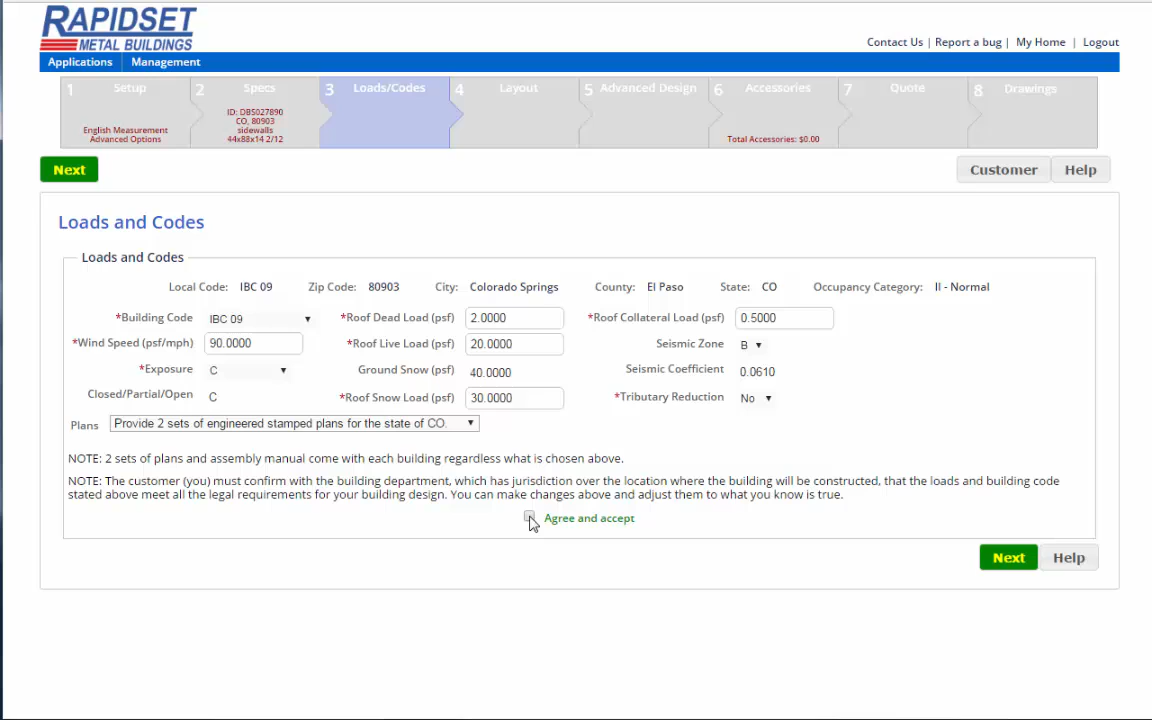 RAPIDSET
METAL BUILDINGS
Contact Us | Report a bug | My Home | Logout
Applications Management
1 Setup 2 Specs 3 Loads/Codes 4 Layout 5 Advanced Design 6 Accessories 7 Quote 8 Drawings
English Measurement
Advanced Options
ID: DBS027890
CO, 80903
sidewalls
44x88x14 2/12
Total Accessories: $0.00
Next Customer Help
Loads and Codes
Loads and Codes
Local Code: IBC 09 Zip Code: 80903 City: Colorado Springs County: El Paso State: CO Occupancy Category: II - Normal
*Building Code IBC 09 *Roof Dead Load (psf) 2.0000 *Roof Collateral Load (psf) 0.5000
*Wind Speed (psf/mph) 90.0000 *Roof Live Load (psf) 20.0000 Seismic Zone B
*Exposure C Ground Snow (psf) 40.0000 Seismic Coefficient 0.0610
Closed/Partial/Open C *Roof Snow Load (psf) 30.0000 *Tributary Reduction No
Plans Provide 2 sets of engineered stamped plans for the state of CO.
NOTE: 2 sets of plans and assembly manual come with each building regardless what is chosen above.
NOTE: The customer (you) must confirm with the building department, which has jurisdiction over the location where the building will be constructed, that the loads and building code
stated above meet all the legal requirements for your building design. You can make changes above and adjust them to what you know is true.
Agree and accept
Next Help